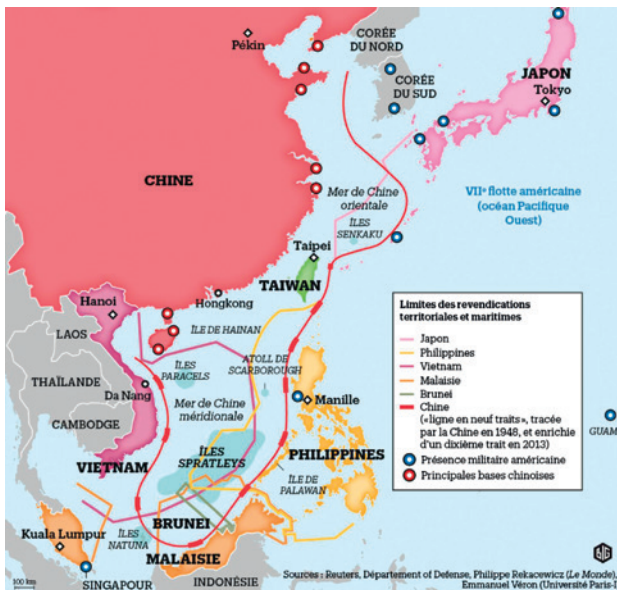 CORÉE
DU NORD
Pékin
CORÉE
DU SUD
JAPON
Tokyo
CHINE
Mer de Chine
orientale
VIIe flotte américaine
(océan Pacifique
Ouest)
ÎLES
SENKAKU
Taipei
TAIWAN
Hanoi
Hongkong
LAOS
ÎLE DE HAINAN
THAÏLANDE
ÎLES
PARACELS
ATOLL DE
SCARBOROUGH
Da Nang
Mer de Chine
méridionale
Manille
CAMBODGE
VIETNAM
ÎLES
SPRATLEYS
PHILIPPINES
ÎLE DE
PALAWAN
BRUNEI
Kuala Lumpur
ÎLES
NATUNA
MALAISIE
SINGAPOUR
INDONÉSIE
100 km
GUAM
Limites des revendications
territoriales et maritimes
Japon
Philippines
Vietnam
Malaisie
Brunei
Chine
(«ligne en neuf traits», tracée
par la Chine en 1948, et enrichie
d'un dixième trait en 2013)
Présence militaire américaine
Principales bases chinoises
Sources : Reuters, Départment of Defense, Philippe Rekacewicz (Le Monde),
Emmanuel Véron (Université Paris-I